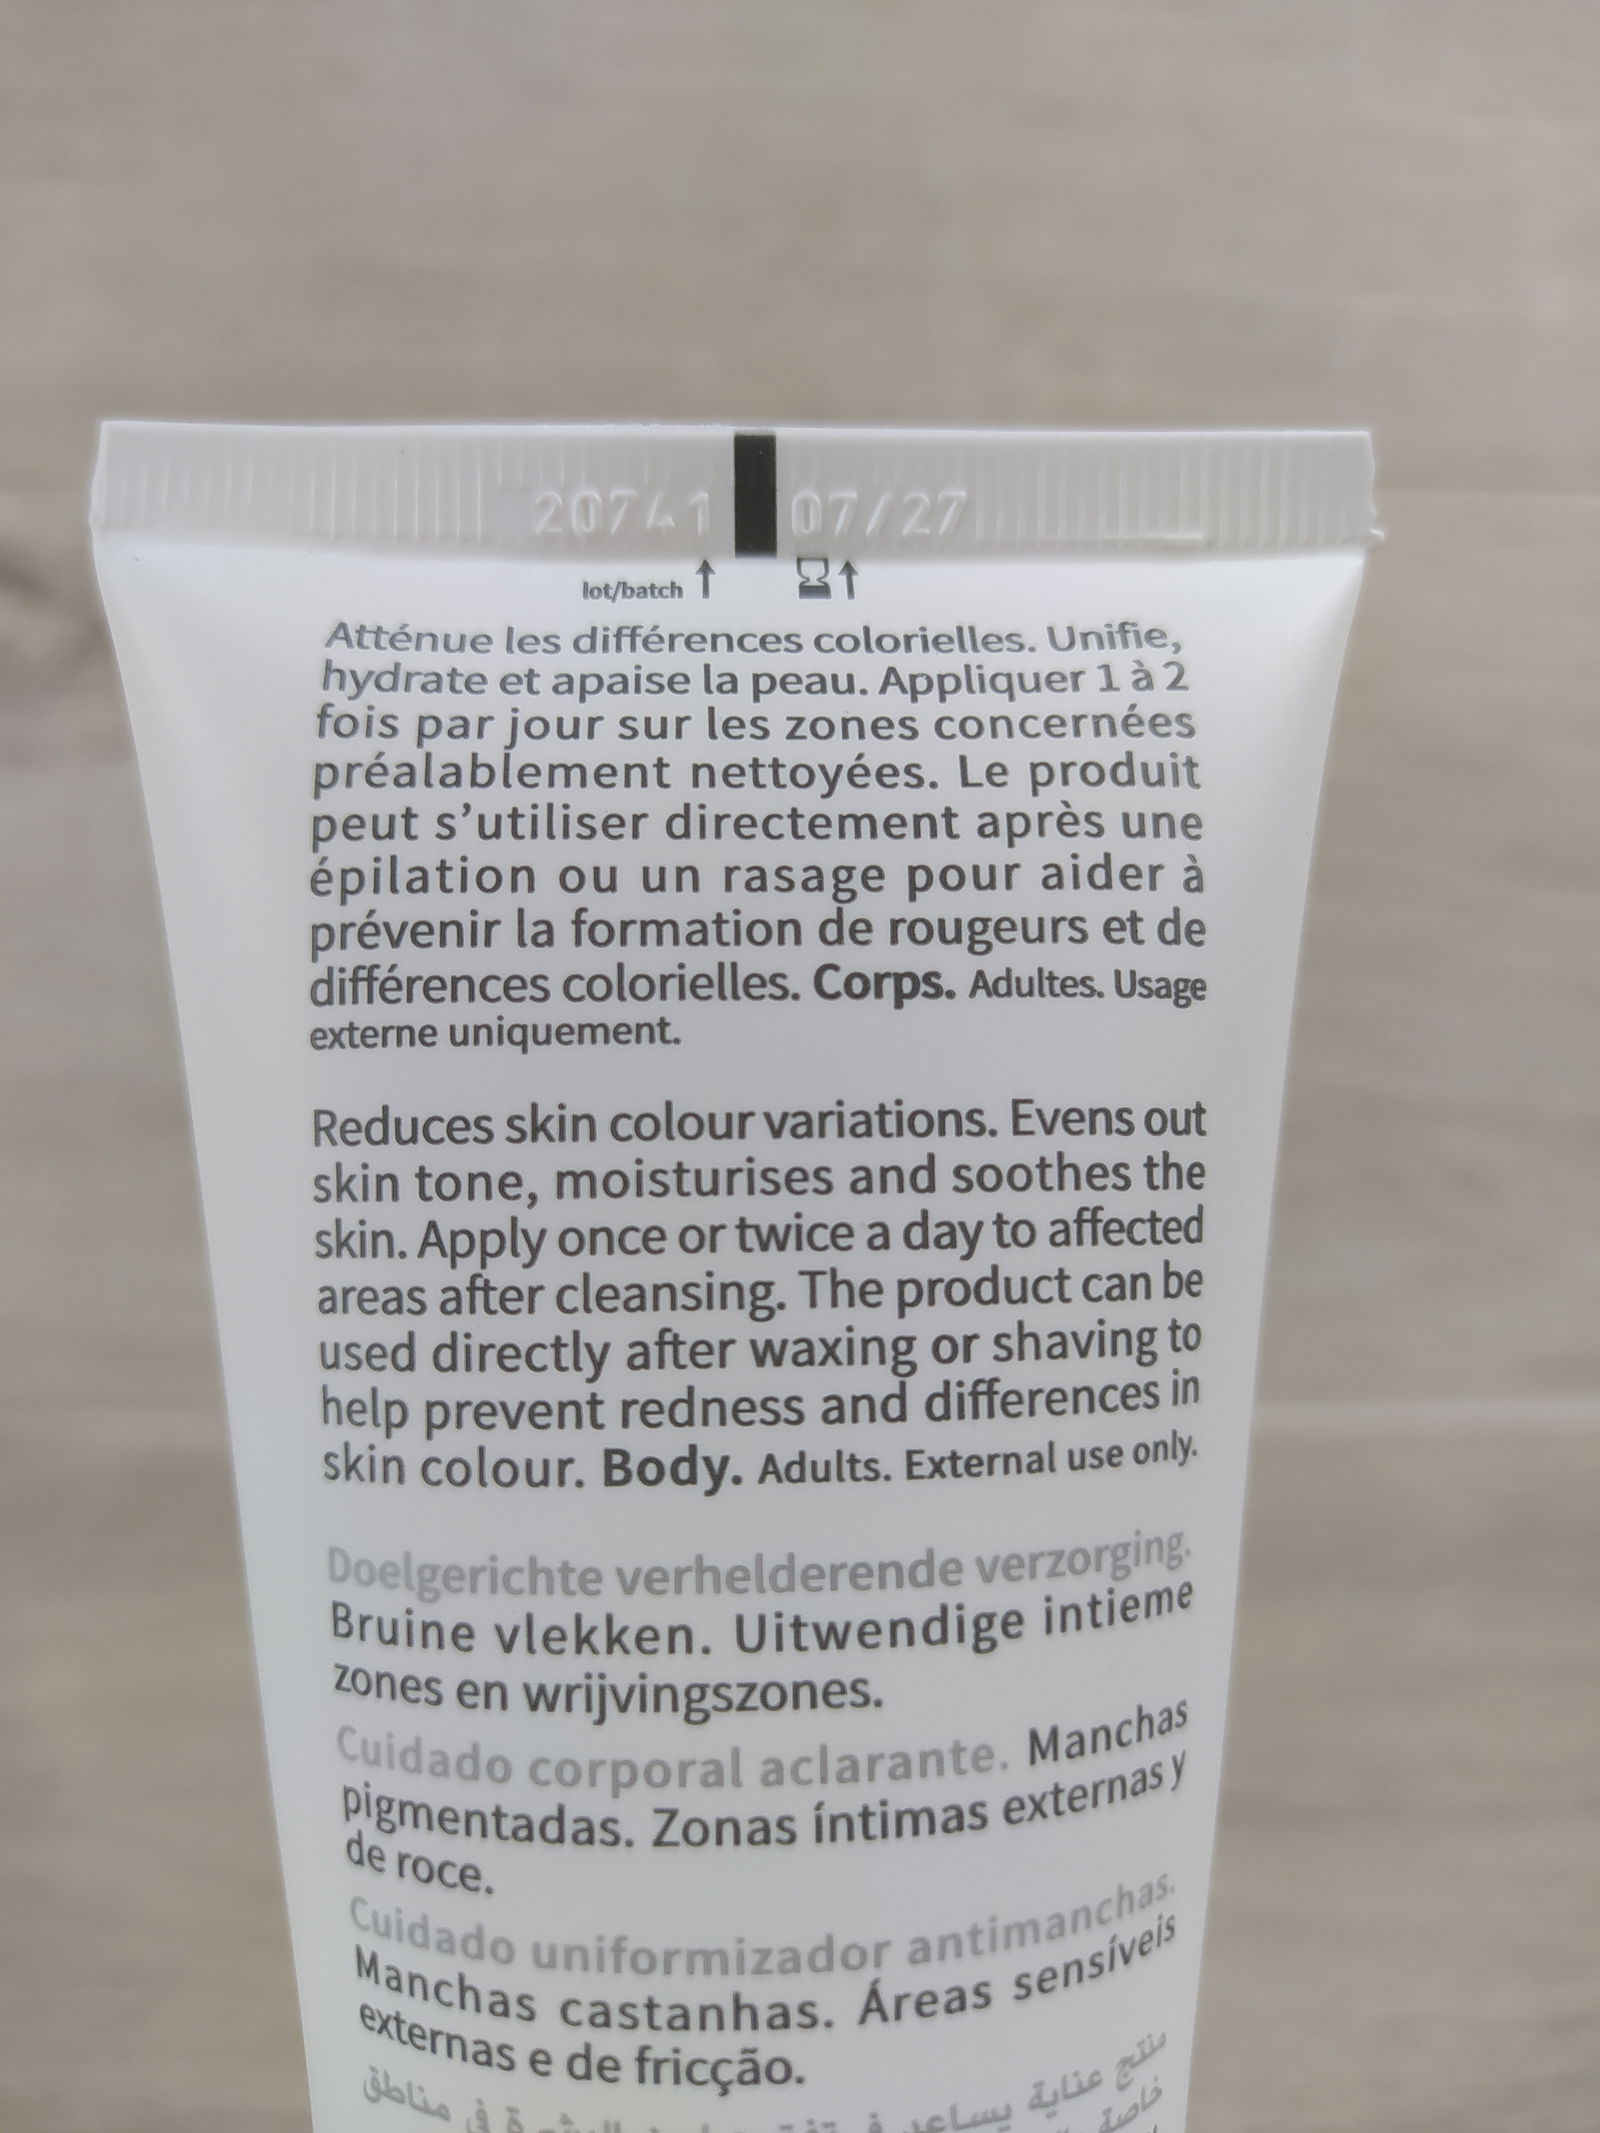 20741 07/27
lot/batch
Atténue les différences colorielles. Unifie,
hydrate et apaise la peau. Appliquer 1 à 2
fois par jour sur les zones concernées
préalablement nettoyées. Le produit
peut s’utiliser directement après une
épilation ou un rasage pour aider à
prévenir la formation de rougeurs et de
différences colorielles. Corps. Adultes. Usage
externe uniquement.
Reduces skin colour variations. Evens out
skin tone, moisturises and soothes the
skin. Apply once or twice a day to affected
areas after cleansing. The product can be
used directly after waxing or shaving to
help prevent redness and differences in
skin colour. Body. Adults. External use only.
Doelgerichte verhelderende verzorging.
Bruine vlekken. Uitwendige intieme
zones en wrijvingszones.
Cuidado corporal aclarante. Manchas
pigmentadas. Zonas íntimas externas y
de roce.
Cuidado uniformizador antimanchas.
Manchas castanhas. Áreas sensíveis
externas e de fricção.
منتج عناية يساعد في
خاصة